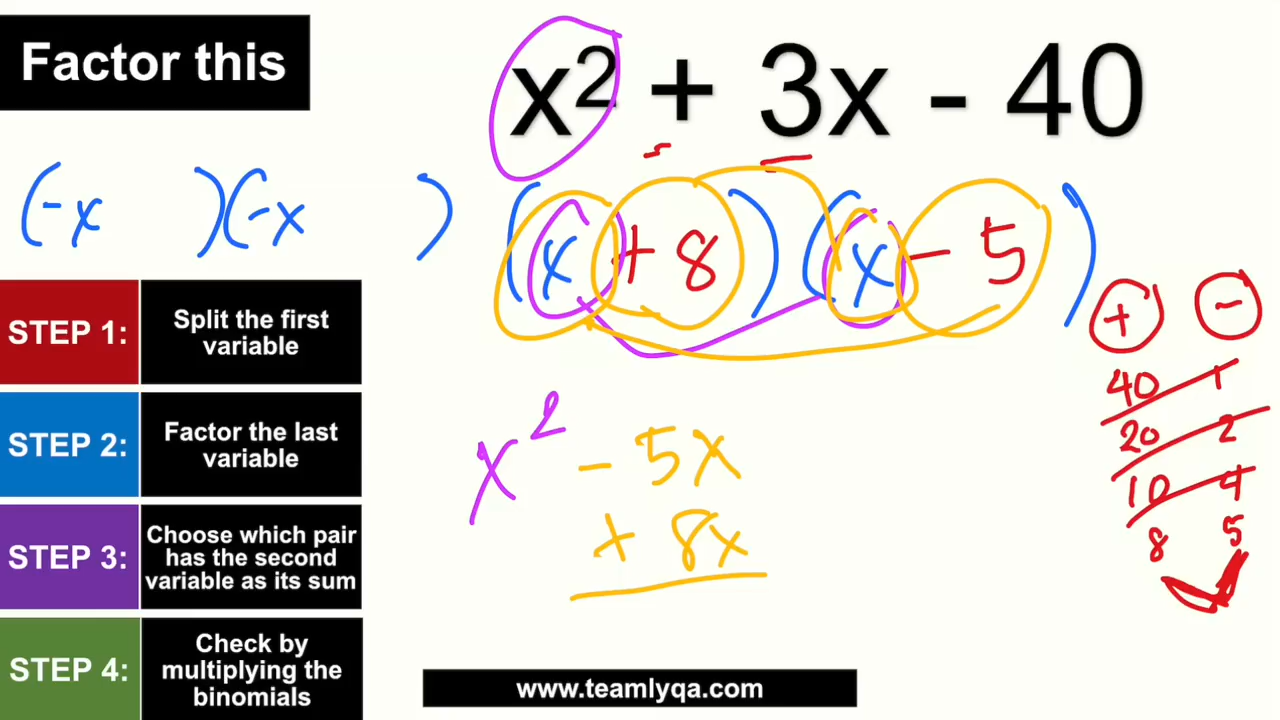 Factor this
x² + 3x - 40
(-x )(-x )
(x + 8)(x - 5)
+ -
40 1
20 2
10 4
8 5
x² - 5x
+ 8x
STEP 1:
Split the first
variable
STEP 2:
Factor the last
variable
STEP 3:
Choose which pair
has the second
variable as its sum
STEP 4:
Check by
multiplying the
binomials
www.teamlyqa.com